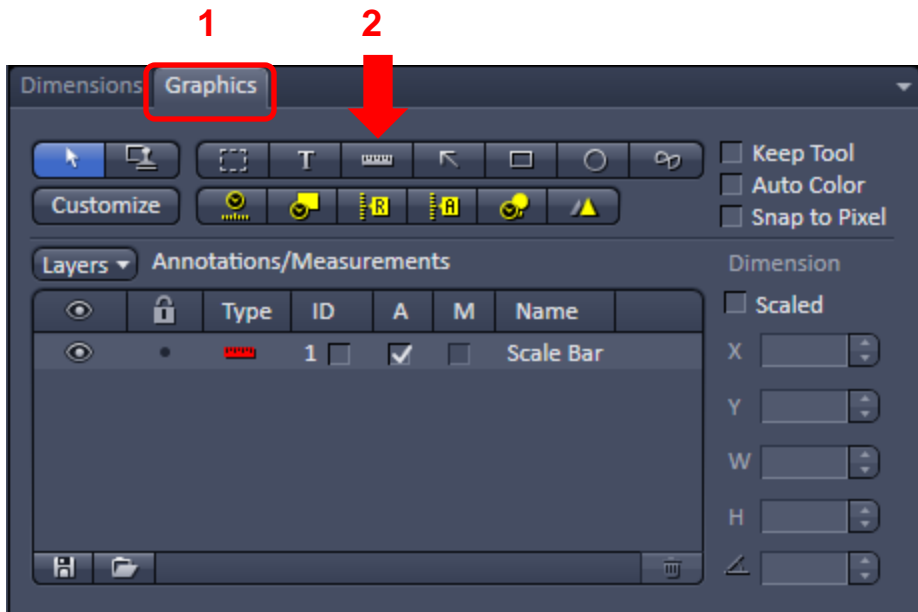 1 2
Dimensions Graphics
T Keep Tool
Auto Color
Customize R A Snap to Pixel
Layers Annotations/Measurements Dimension
Type ID A M Name Scaled
1 Scale Bar X
Y
W
H